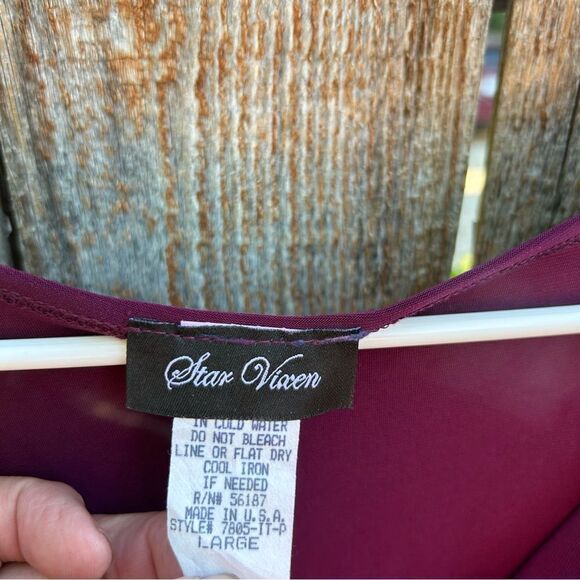 Star Vixen
IN COLD WATER
DO NOT BLEACH
LINE OR FLAT DRY
COOL IRON
IF NEEDED
R/N# 56187
MADE IN U.S.A.
STYLE# 7805-IT-P
LARGE